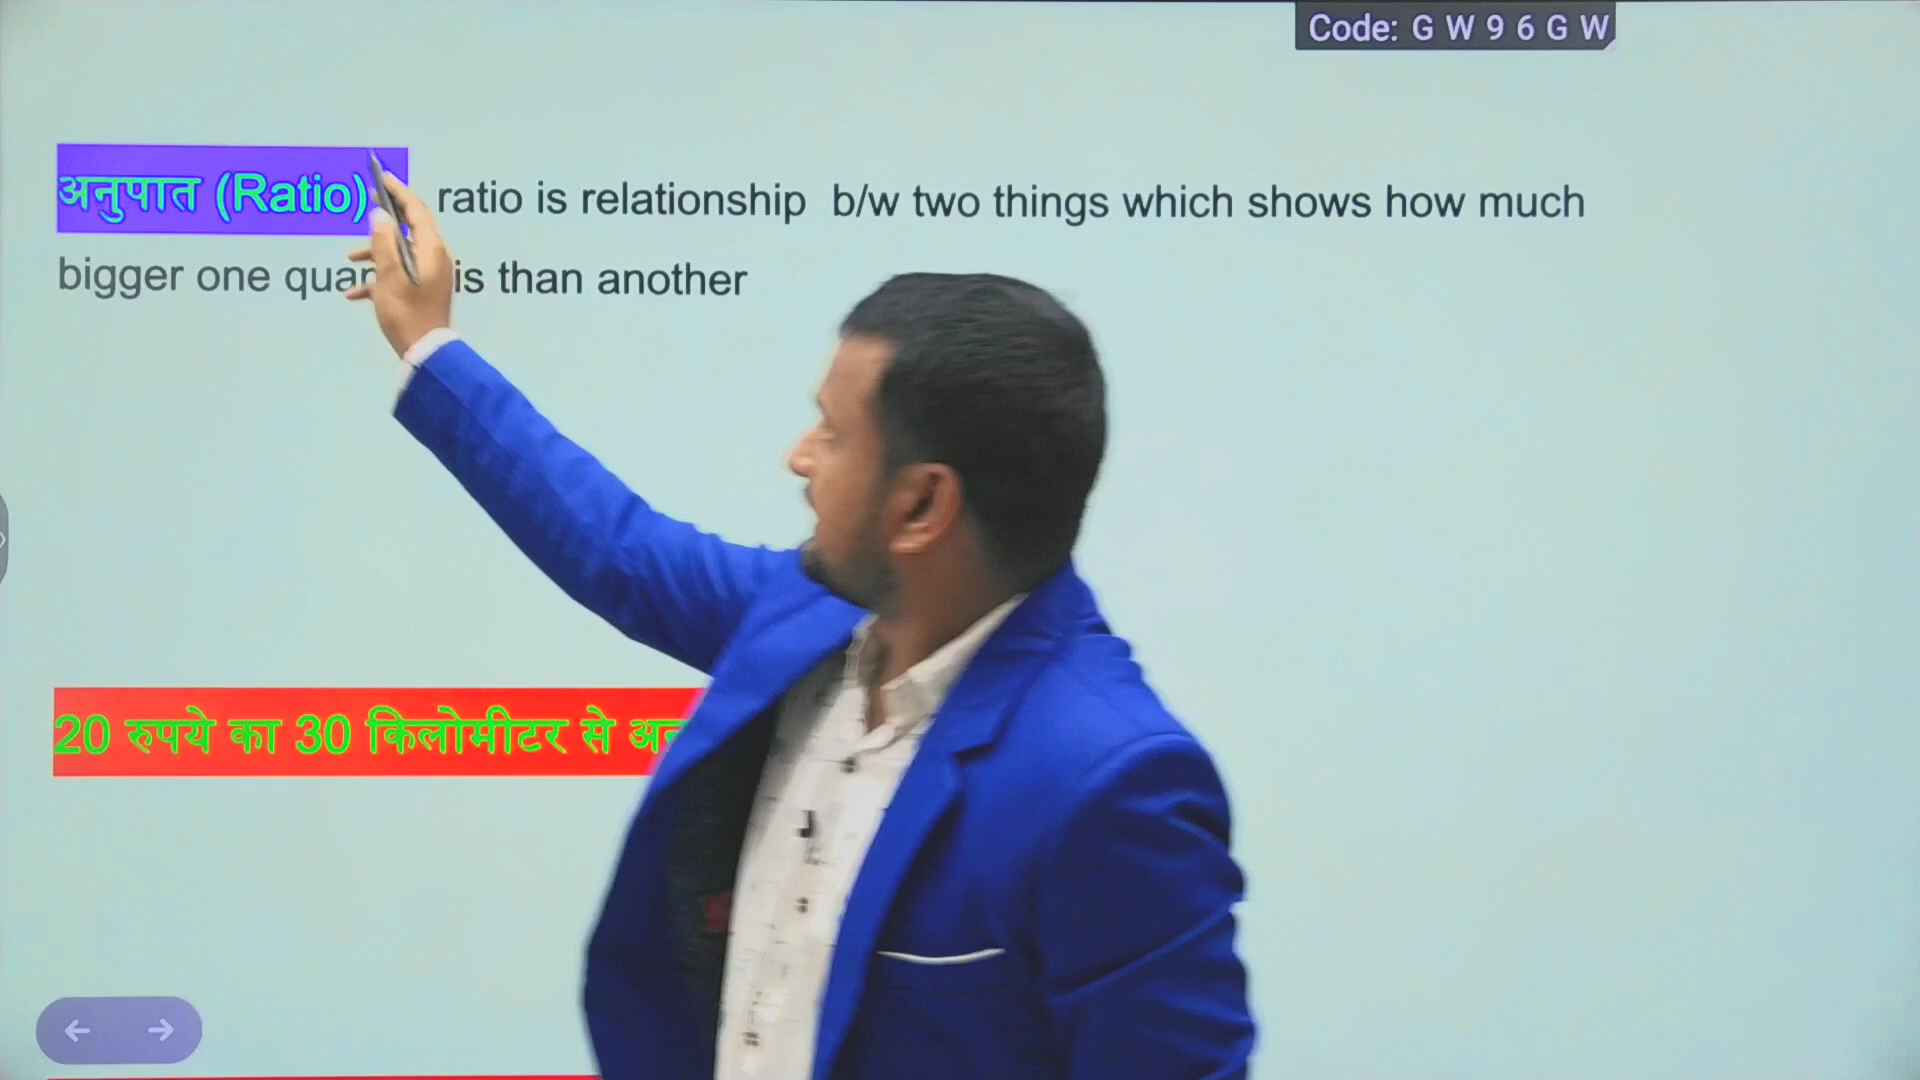 Code: G W 9 6 G W
अनुपात (Ratio) ratio is relationship b/w two things which shows how much
bigger one is than another
20 रुपये का 30 किलोमीटर से